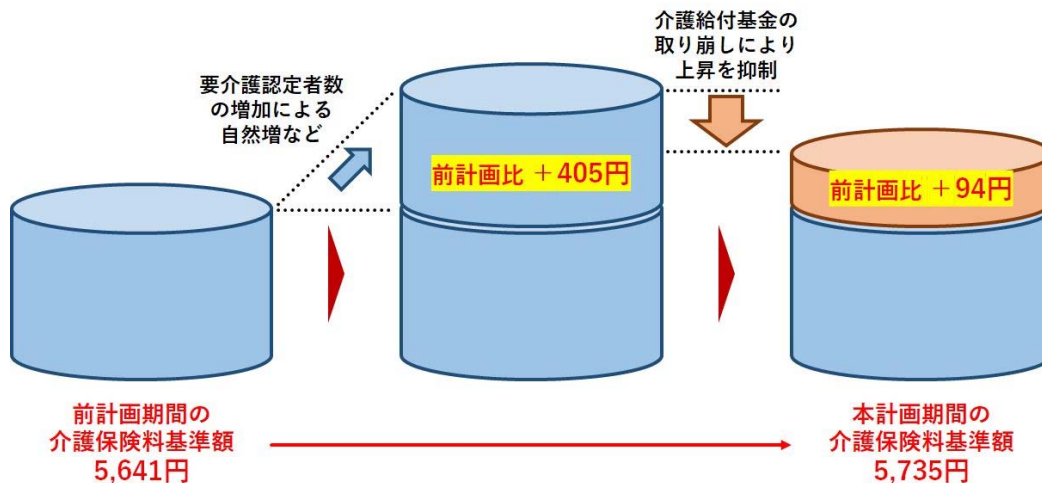 要介護認定者数
の増加による
自然増など
介護給付基金の
取り崩しにより
上昇を抑制
前計画比 +405円
前計画比 +94円
前計画期間の
介護保険料基準額
5,641円
本計画期間の
介護保険料基準額
5,735円